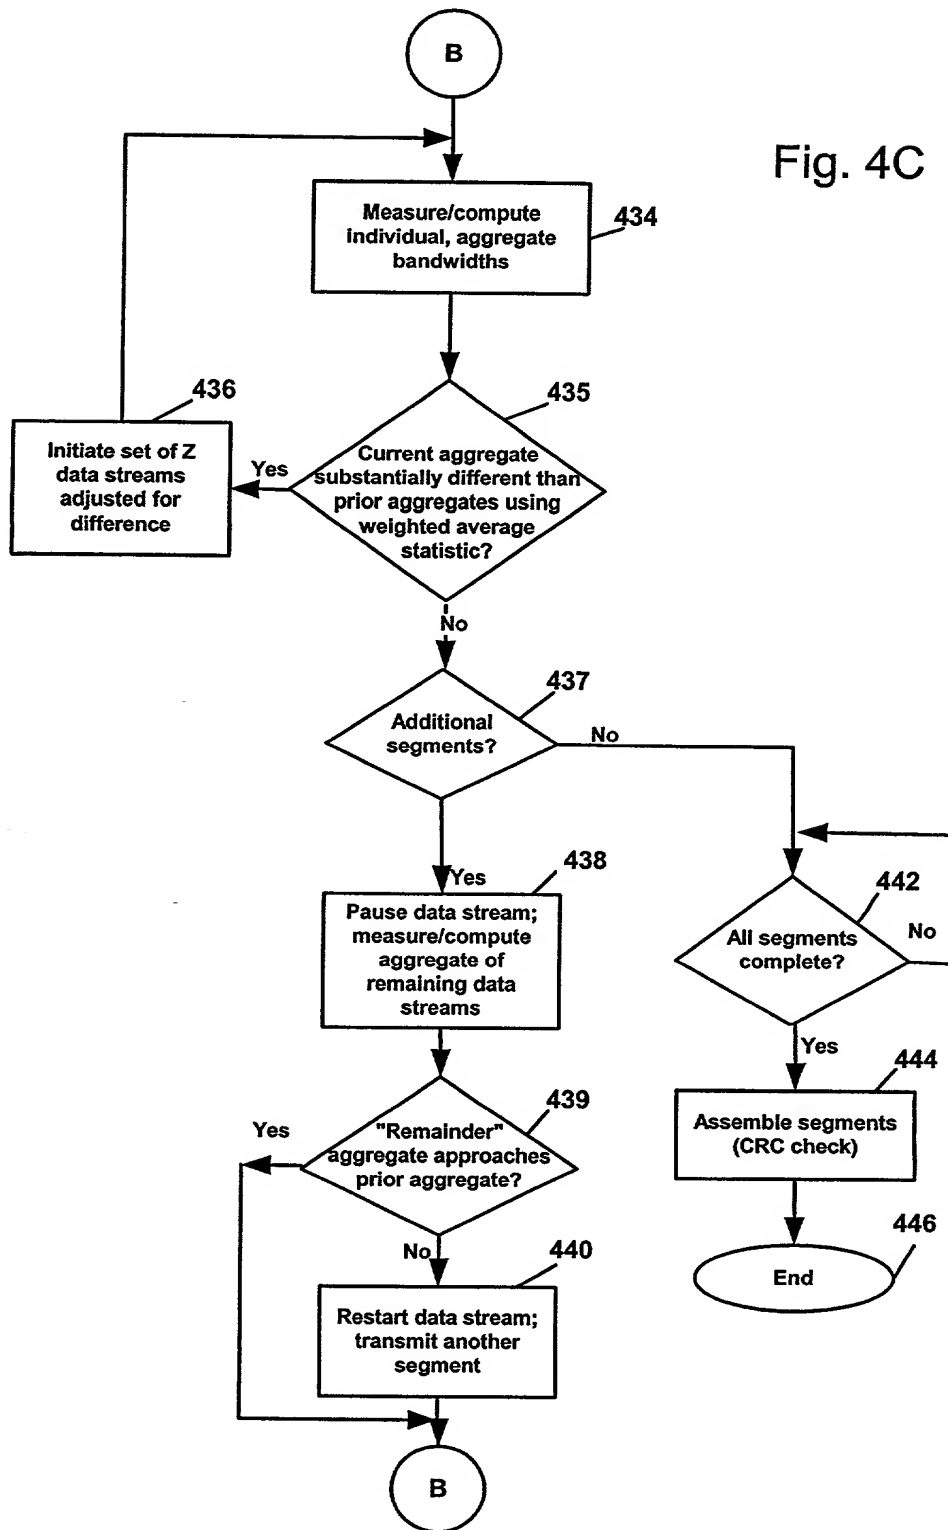 B
Fig. 4C
Measure/compute
individual, aggregate
bandwidths
434
436
435
Initiate set of Z
data streams
adjusted for
difference
Yes
Current aggregate
substantially different than
prior aggregates using
weighted average
statistic?
No
437
Additional
segments?
No
438
Yes
Pause data stream;
measure/compute
aggregate of
remaining data
streams
442
All segments
complete?
No
Yes
444
439
Yes
"Remainder"
aggregate approaches
prior aggregate?
Assemble segments
(CRC check)
No
440
446
End
Restart data stream;
transmit another
segment
B